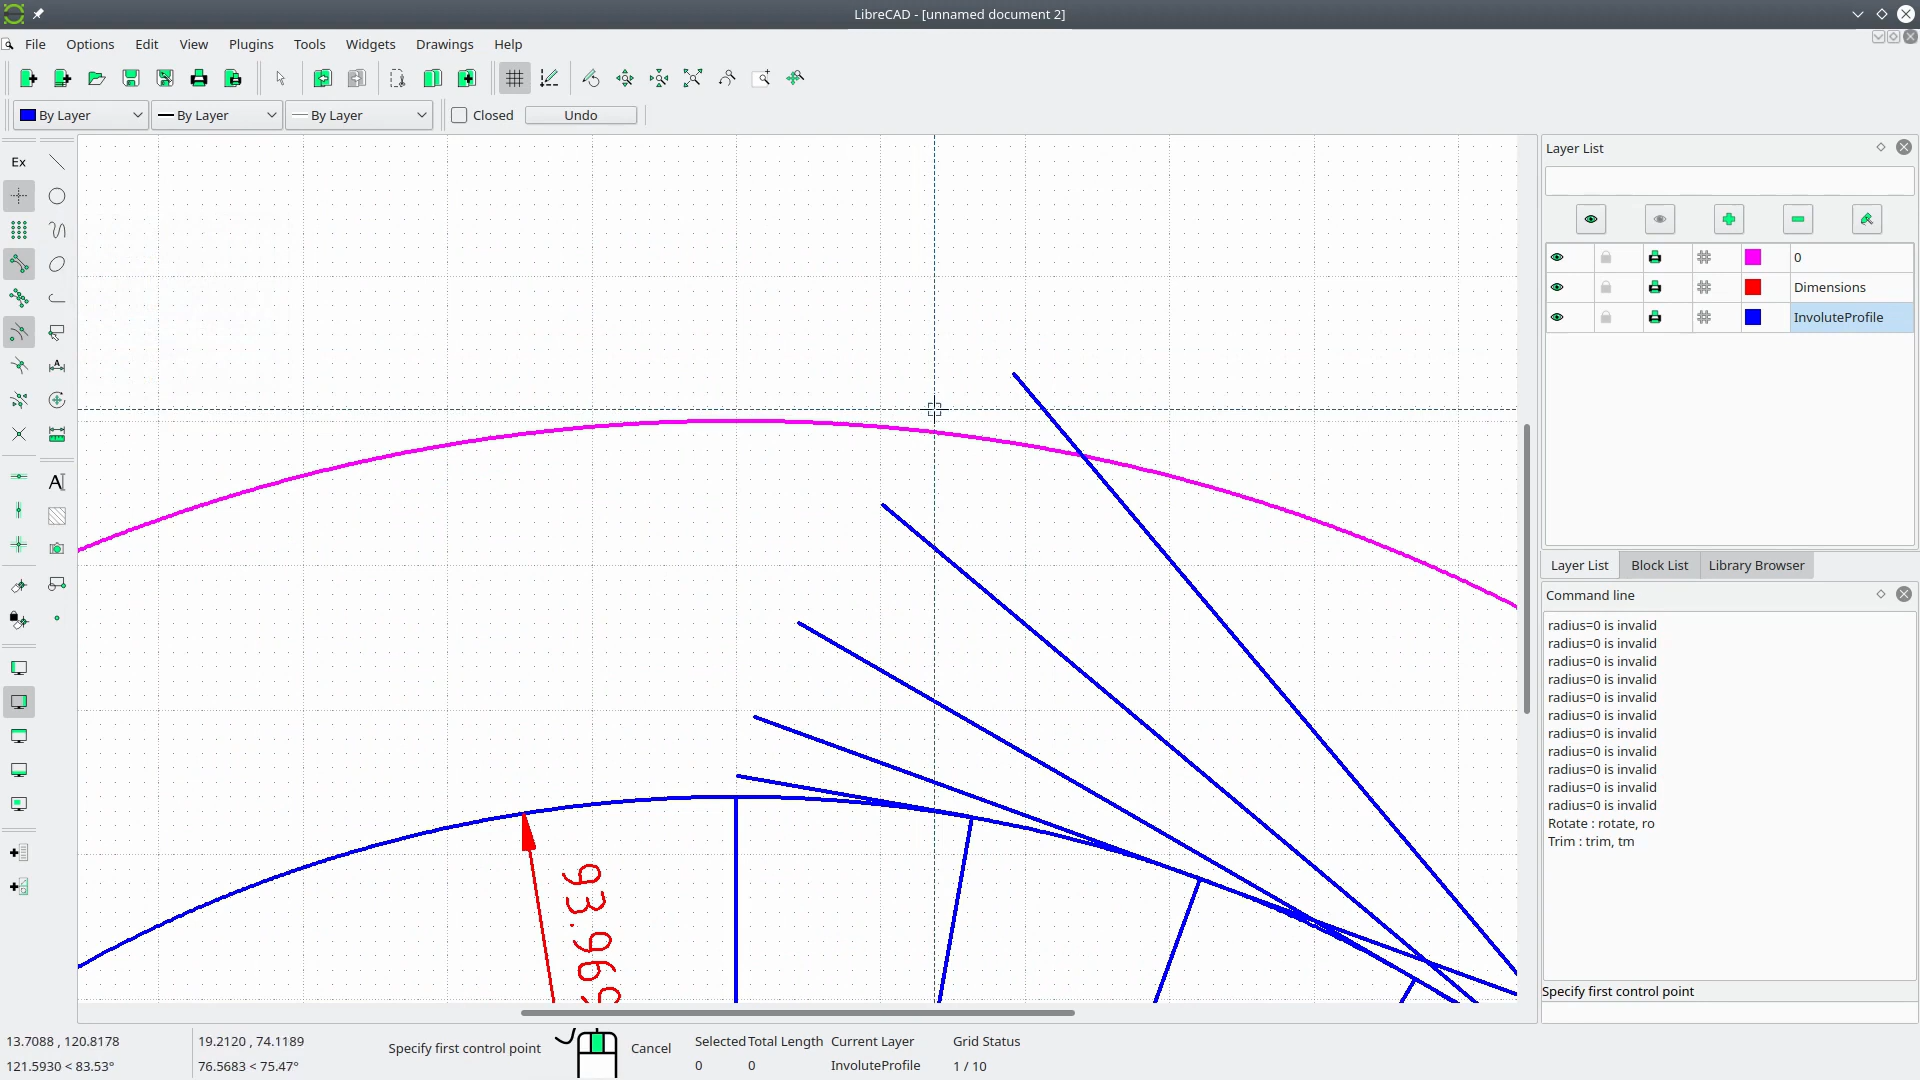 LibreCAD - [unnamed document 2]
File Options Edit View Plugins Tools Widgets Drawings Help
By Layer By Layer By Layer Closed Undo
Ex
Layer List
0
Dimensions
InvoluteProfile
Layer List Block List Library Browser
Command line
radius=0 is invalid
radius=0 is invalid
radius=0 is invalid
radius=0 is invalid
radius=0 is invalid
radius=0 is invalid
radius=0 is invalid
radius=0 is invalid
radius=0 is invalid
radius=0 is invalid
radius=0 is invalid
Rotate : rotate, ro
Trim : trim, tm
Specify first control point
93.969
13.7088 , 120.8178 19.2120 , 74.1189 Specify first control point Cancel Selected Total Length Current Layer Grid Status
121.5930 < 83.53° 76.5683 < 75.47° 0 0 InvoluteProfile 1 / 10